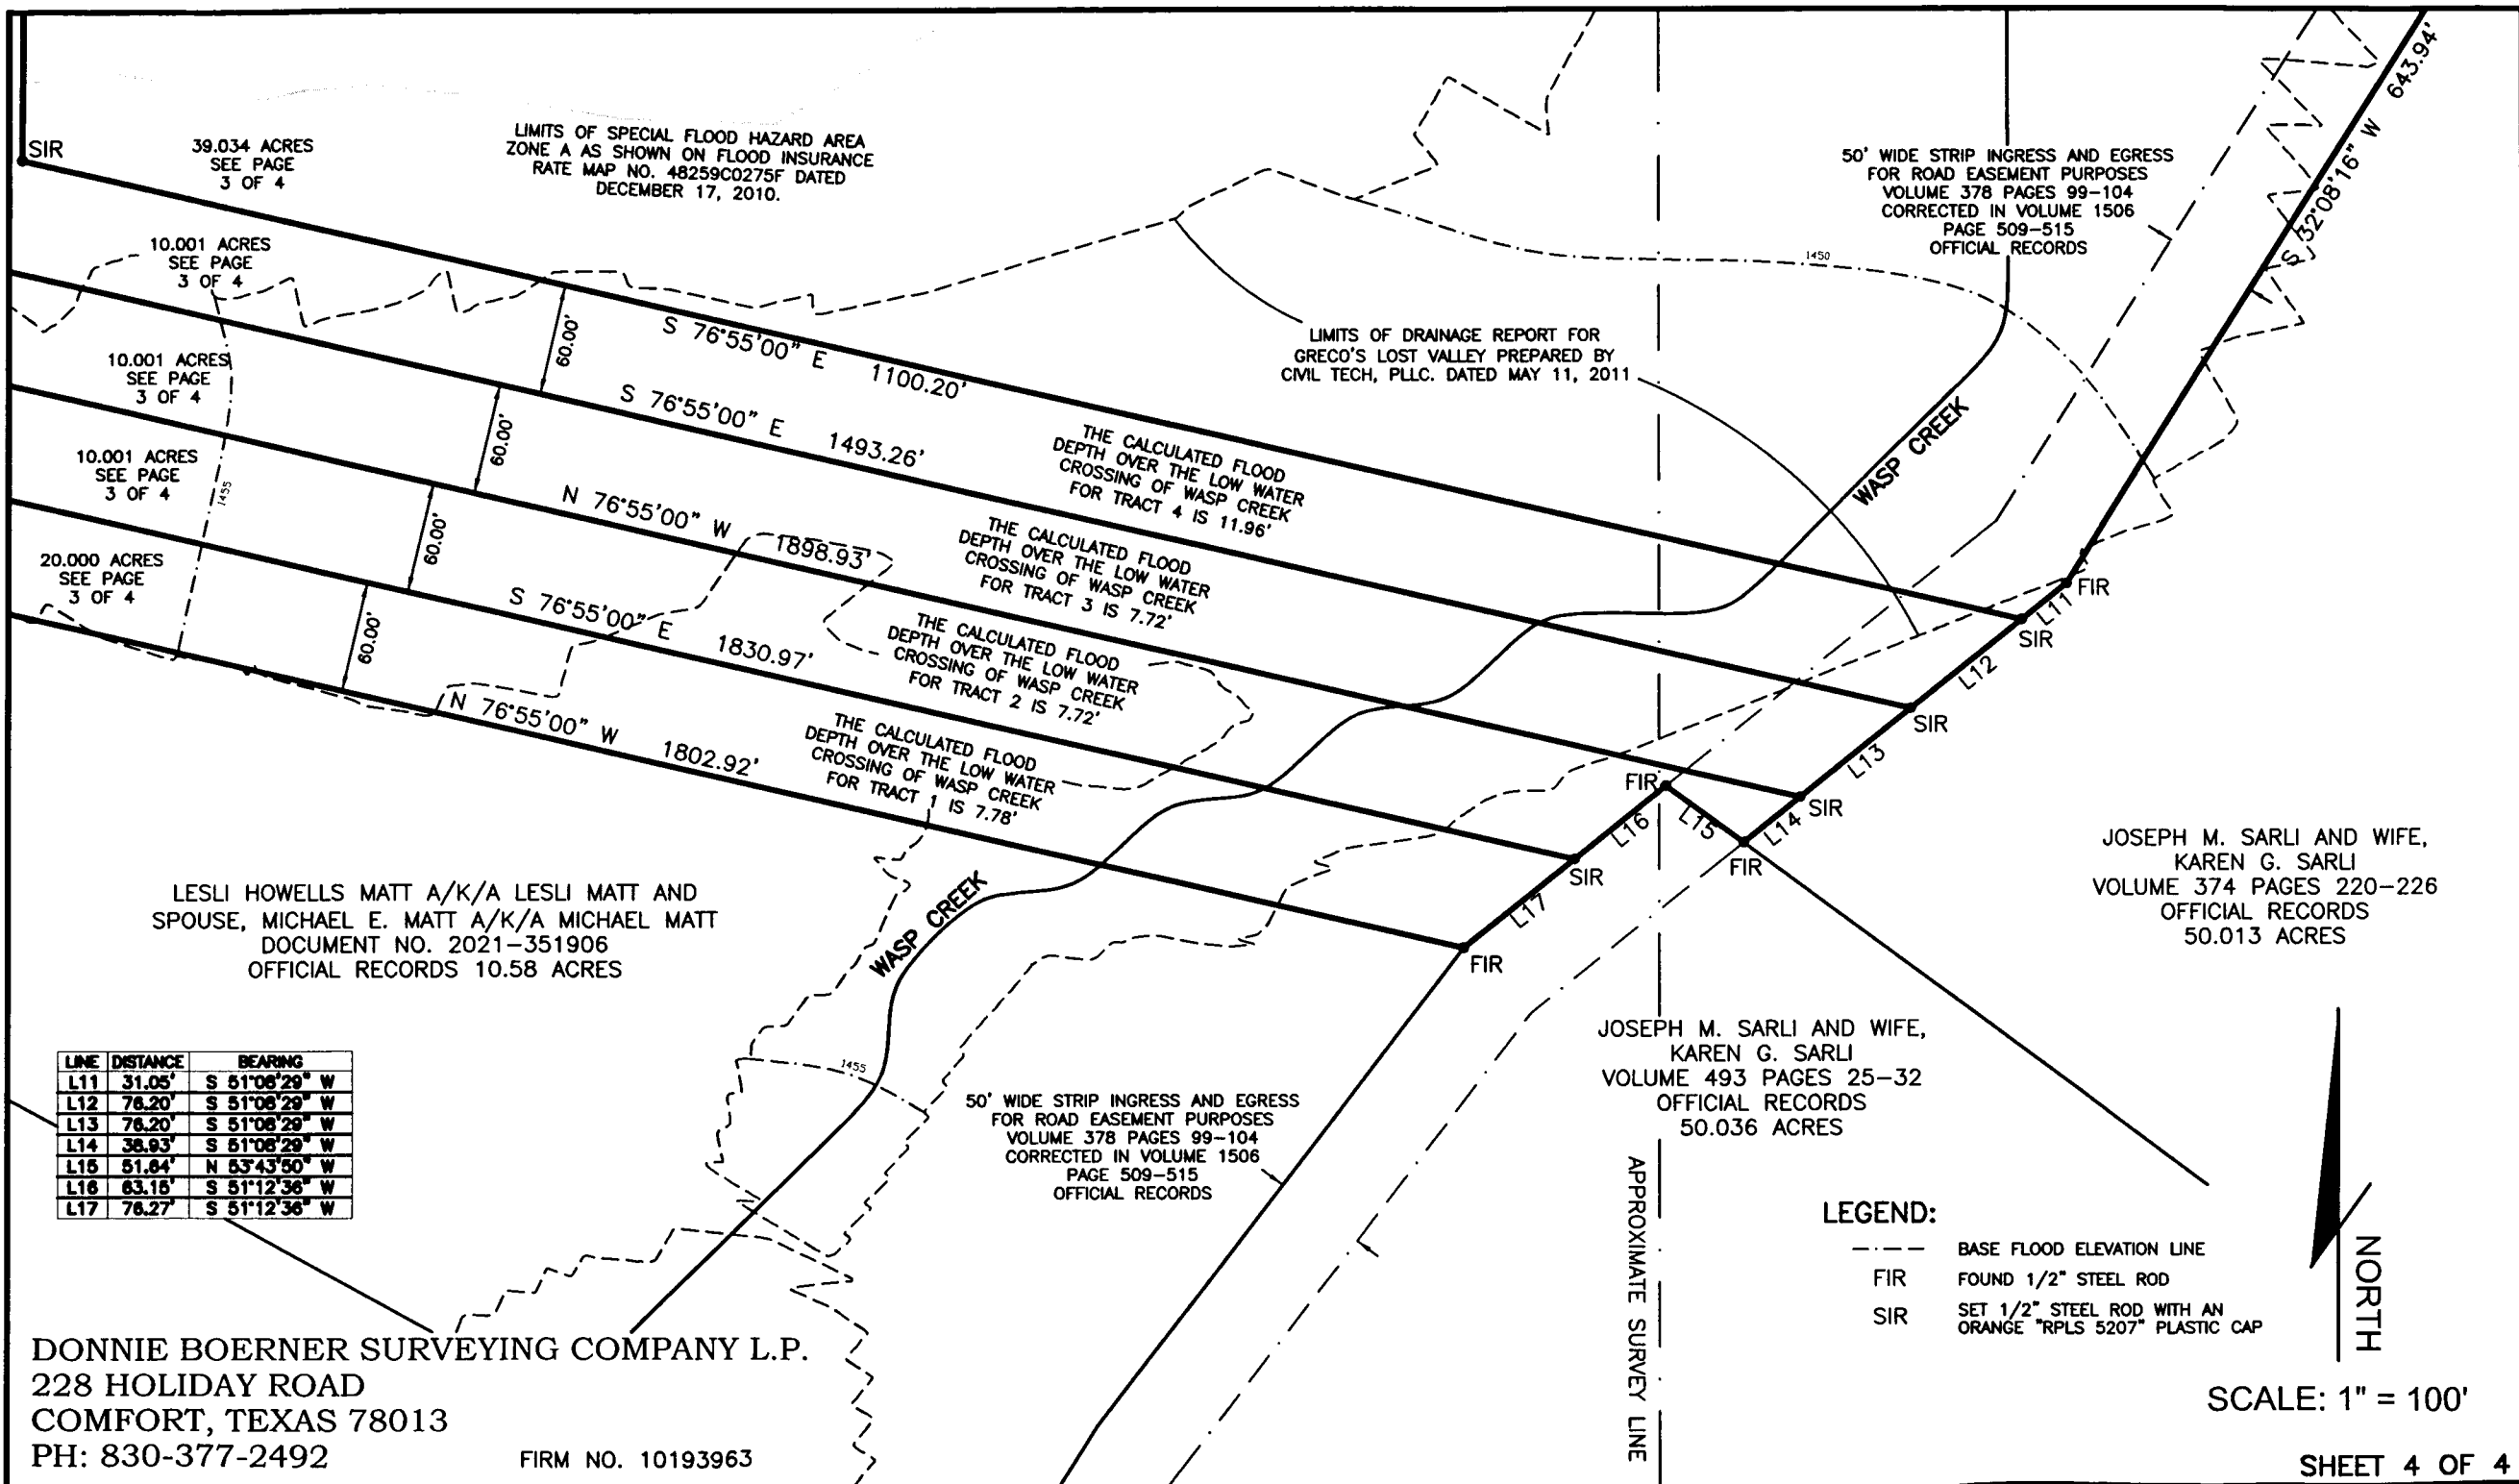 SIR
39.034 ACRES
SEE PAGE
3 OF 4
LIMITS OF SPECIAL FLOOD HAZARD AREA
ZONE A AS SHOWN ON FLOOD INSURANCE
RATE MAP NO. 48259C0275F DATED
DECEMBER 17, 2010.
50' WIDE STRIP INGRESS AND EGRESS
FOR ROAD EASEMENT PURPOSES
VOLUME 378 PAGES 99-104
CORRECTED IN VOLUME 1506
PAGE 509-515
OFFICIAL RECORDS
S 32°08'16" W 643.94'
10.001 ACRES
SEE PAGE
3 OF 4
1450
60.00'
S 76°55'00" E 1100.20'
LIMITS OF DRAINAGE REPORT FOR
GRECO'S LOST VALLEY PREPARED BY
CIVIL TECH, PLLC. DATED MAY 11, 2011
10.001 ACRES
SEE PAGE
3 OF 4
60.00'
S 76°55'00" E 1493.26'
THE CALCULATED FLOOD
DEPTH OVER THE LOW WATER
CROSSING OF WASP CREEK
FOR TRACT 4 IS 11.96'
WASP CREEK
10.001 ACRES
SEE PAGE
3 OF 4
1455
60.00'
N 76°55'00" W 1898.93'
THE CALCULATED FLOOD
DEPTH OVER THE LOW WATER
CROSSING OF WASP CREEK
FOR TRACT 3 IS 7.72'
20.000 ACRES
SEE PAGE
3 OF 4
60.00'
S 76°55'00" E 1830.97'
THE CALCULATED FLOOD
DEPTH OVER THE LOW WATER
CROSSING OF WASP CREEK
FOR TRACT 2 IS 7.72'
FIR
L11
SIR
L12
SIR
L13
N 76°55'00" W 1802.92'
THE CALCULATED FLOOD
DEPTH OVER THE LOW WATER
CROSSING OF WASP CREEK
FOR TRACT 1 IS 7.78'
FIR
SIR
L14
L15
L16
FIR
SIR
L17
FIR
JOSEPH M. SARLI AND WIFE,
KAREN G. SARLI
VOLUME 374 PAGES 220-226
OFFICIAL RECORDS
50.013 ACRES
LESLI HOWELLS MATT A/K/A LESLI MATT AND
SPOUSE, MICHAEL E. MATT A/K/A MICHAEL MATT
DOCUMENT NO. 2021-351906
OFFICIAL RECORDS 10.58 ACRES
WASP CREEK
JOSEPH M. SARLI AND WIFE,
KAREN G. SARLI
VOLUME 493 PAGES 25-32
OFFICIAL RECORDS
50.036 ACRES
LINE DISTANCE BEARING
L11 31.05' S 51°06'29" W
L12 76.20' S 51°06'29" W
L13 76.20' S 51°06'29" W
L14 38.93' S 51°06'29" W
L15 51.64' N 53°43'50" W
L16 63.15' S 51°12'36" W
L17 76.27' S 51°12'36" W
1455
50' WIDE STRIP INGRESS AND EGRESS
FOR ROAD EASEMENT PURPOSES
VOLUME 378 PAGES 99-104
CORRECTED IN VOLUME 1506
PAGE 509-515
OFFICIAL RECORDS
APPROXIMATE SURVEY LINE
LEGEND:
BASE FLOOD ELEVATION LINE
FIR FOUND 1/2" STEEL ROD
SIR SET 1/2" STEEL ROD WITH AN
ORANGE "RPLS 5207" PLASTIC CAP
NORTH
DONNIE BOERNER SURVEYING COMPANY L.P.
228 HOLIDAY ROAD
COMFORT, TEXAS 78013
PH: 830-377-2492
FIRM NO. 10193963
SCALE: 1" = 100'
SHEET 4 OF 4